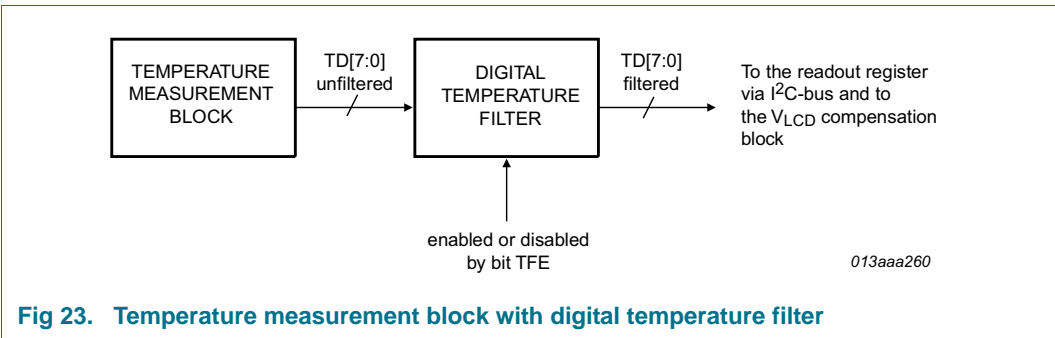 TEMPERATURE
MEASUREMENT
BLOCK
TD[7:0]
unfiltered
DIGITAL
TEMPERATURE
FILTER
TD[7:0]
filtered
To the readout register
via I2C-bus and to
the VLCD compensation
block
enabled or disabled
by bit TFE
013aaa260
Fig 23. Temperature measurement block with digital temperature filter